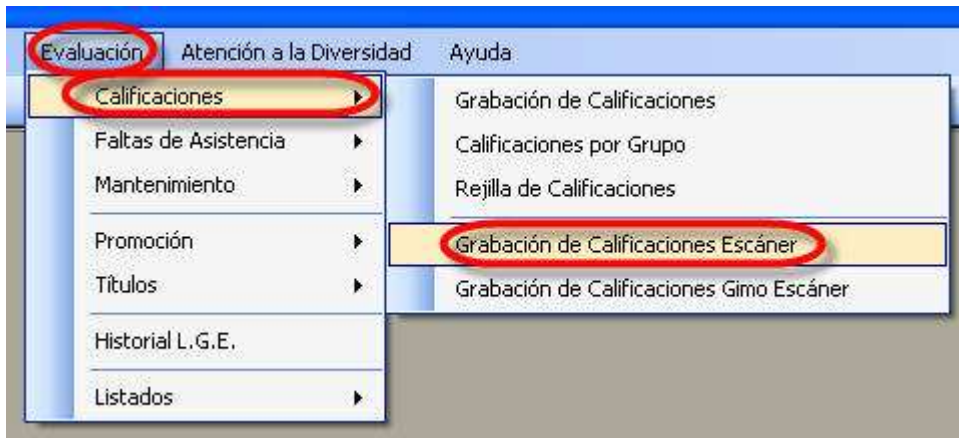 Evaluación Atención a la Diversidad Ayuda
Calificaciones
Faltas de Asistencia
Mantenimiento
Promoción
Títulos
Historial L.G.E.
Listados
Grabación de Calificaciones
Calificaciones por Grupo
Rejilla de Calificaciones
Grabación de Calificaciones Escáner
Grabación de Calificaciones Gimo Escáner